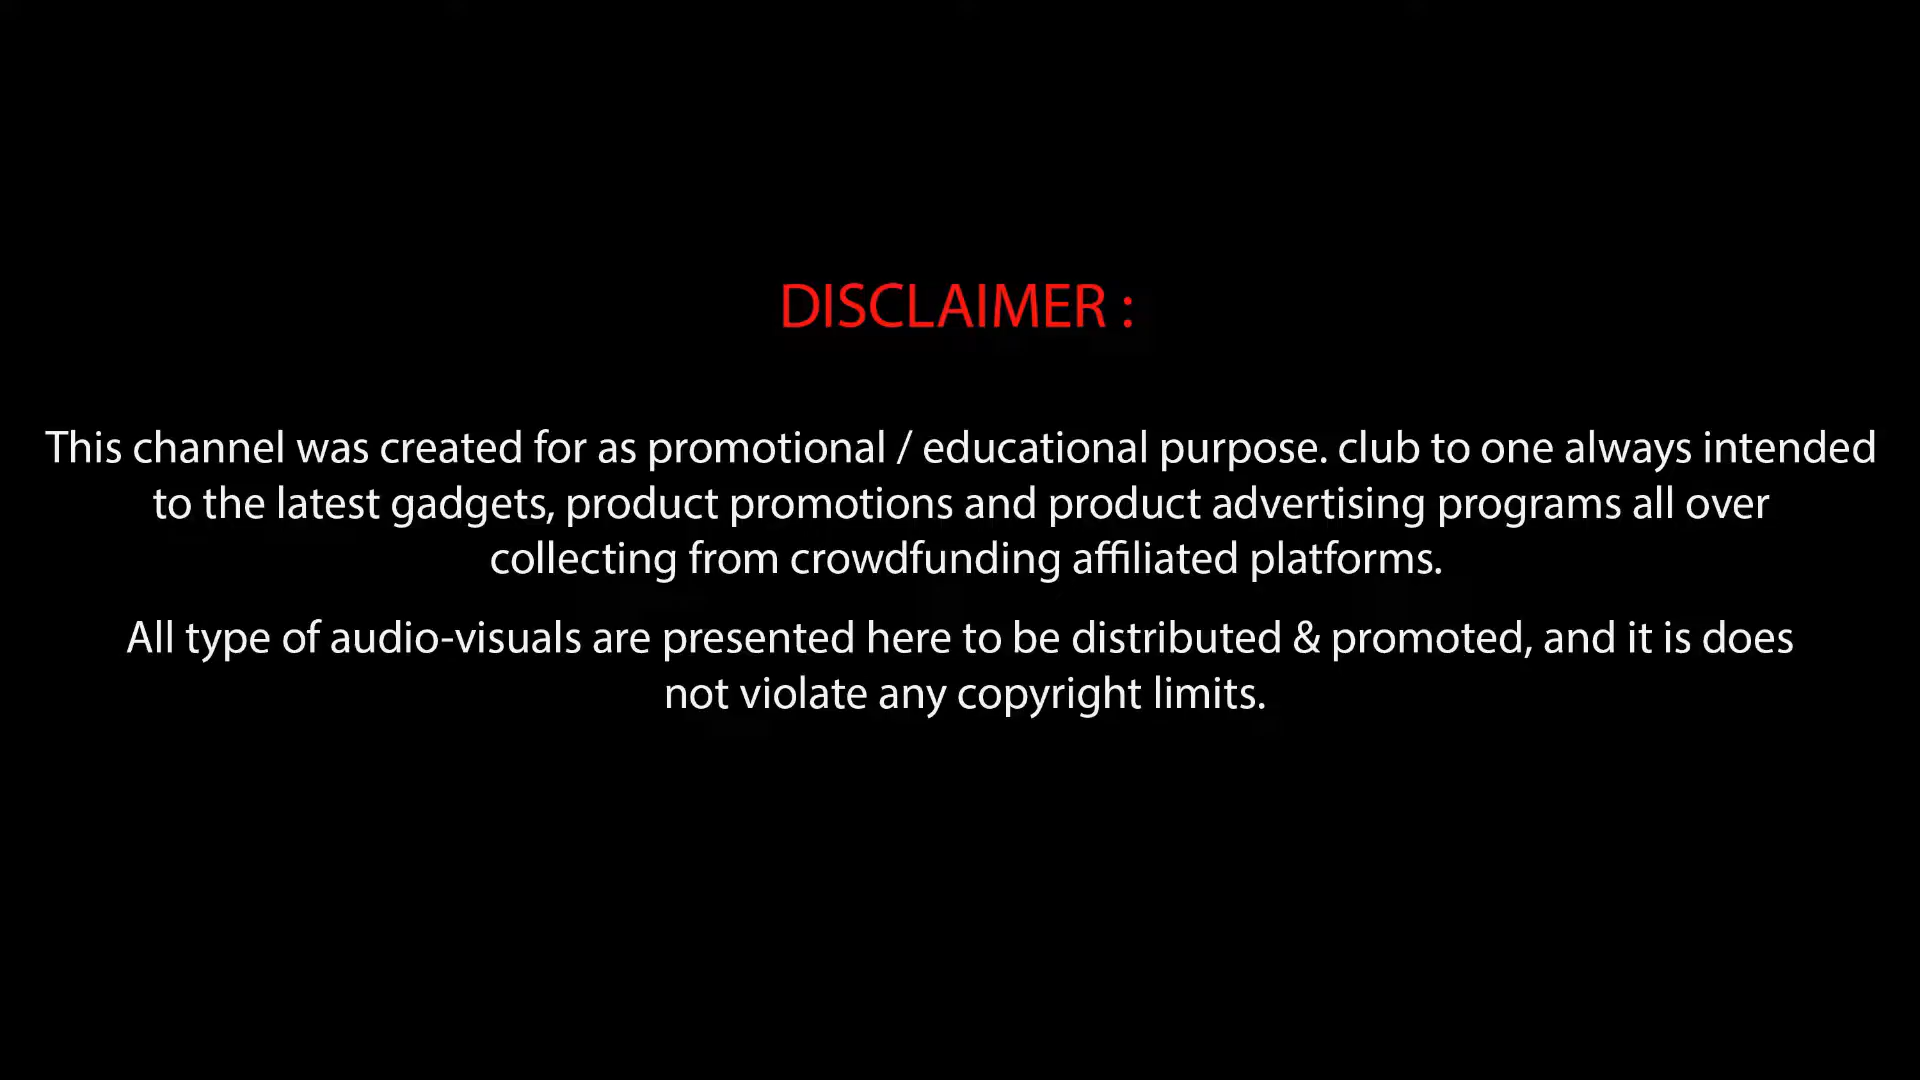 DISCLAIMER :
This channel was created for as promotional / educational purpose. club to one always intended
to the latest gadgets, product promotions and product advertising programs all over
collecting from crowdfunding affiliated platforms.
All type of audio-visuals are presented here to be distributed & promoted, and it is does
not violate any copyright limits.